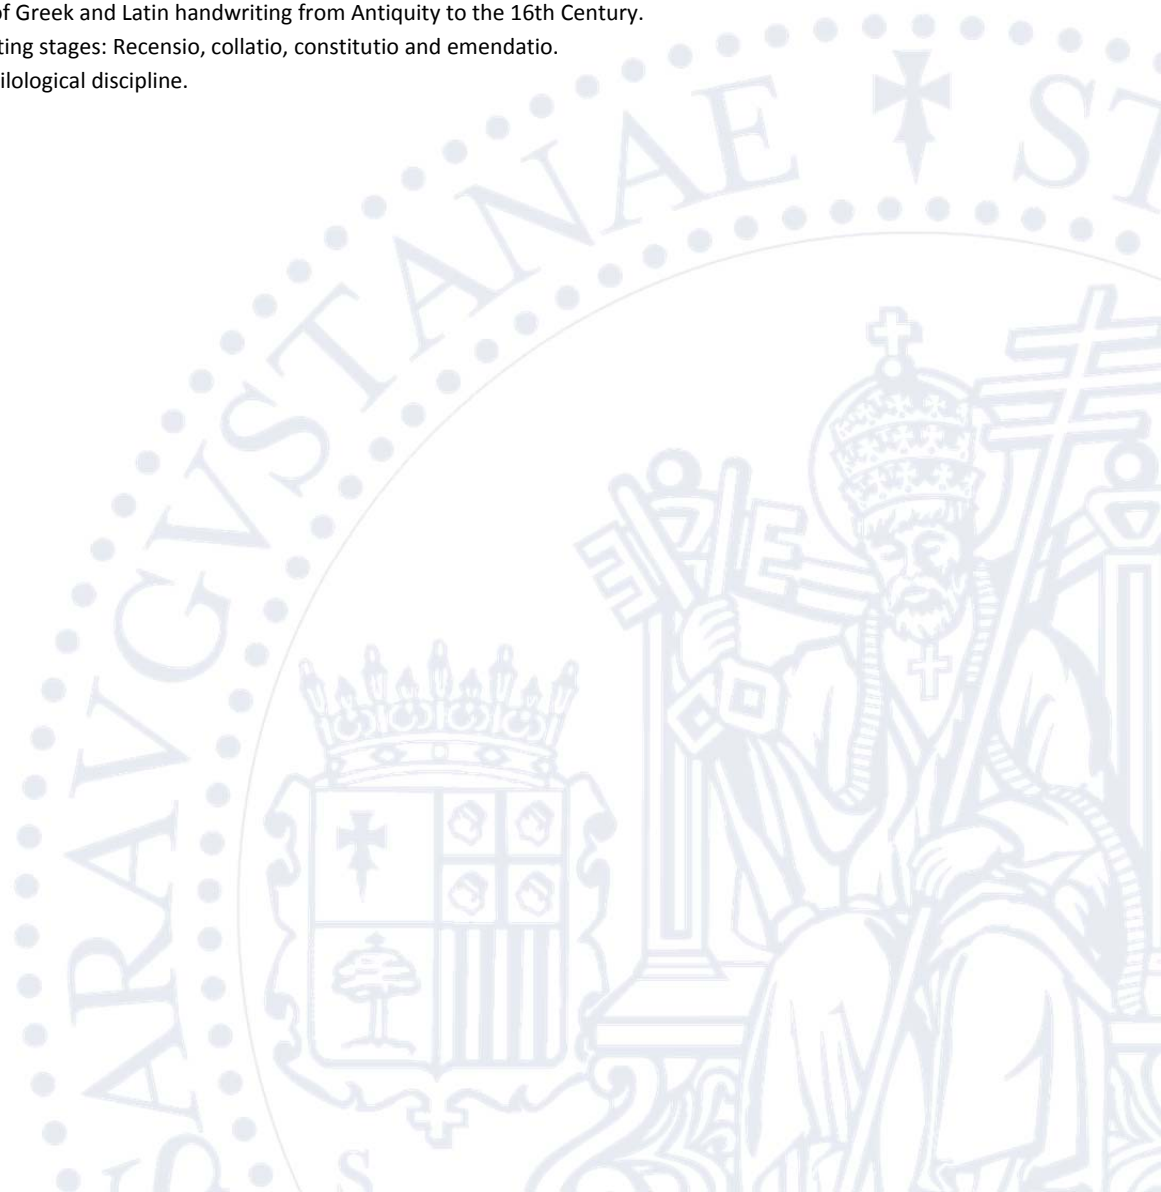 of Greek and Latin handwriting from Antiquity to the 16th Century.
ting stages: Recensio, collatio, constitutio and emendatio.
ilological discipline.
SARAVGVSTANAE ST
S